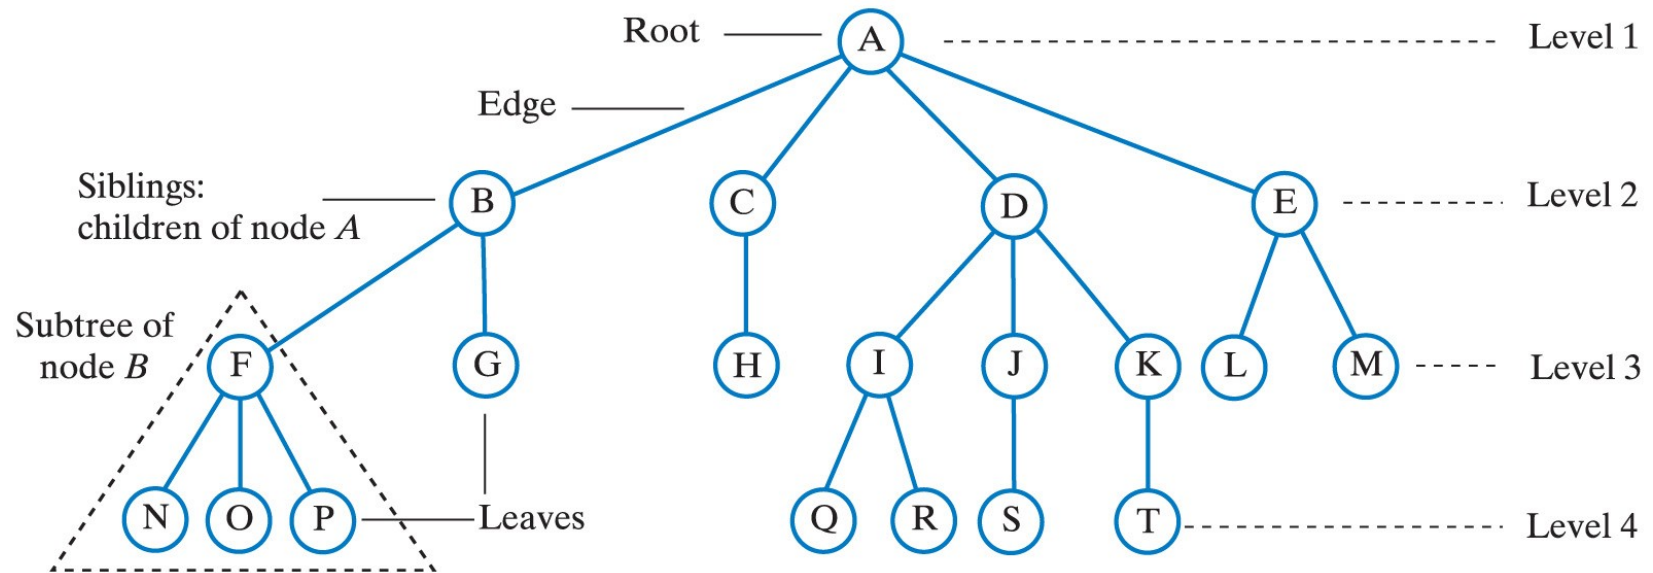 Root A Level 1
Edge
Siblings:
children of node A
B C D E Level 2
Subtree of
node B
F G H I J K L M Level 3
N O P Leaves Q R S T Level 4